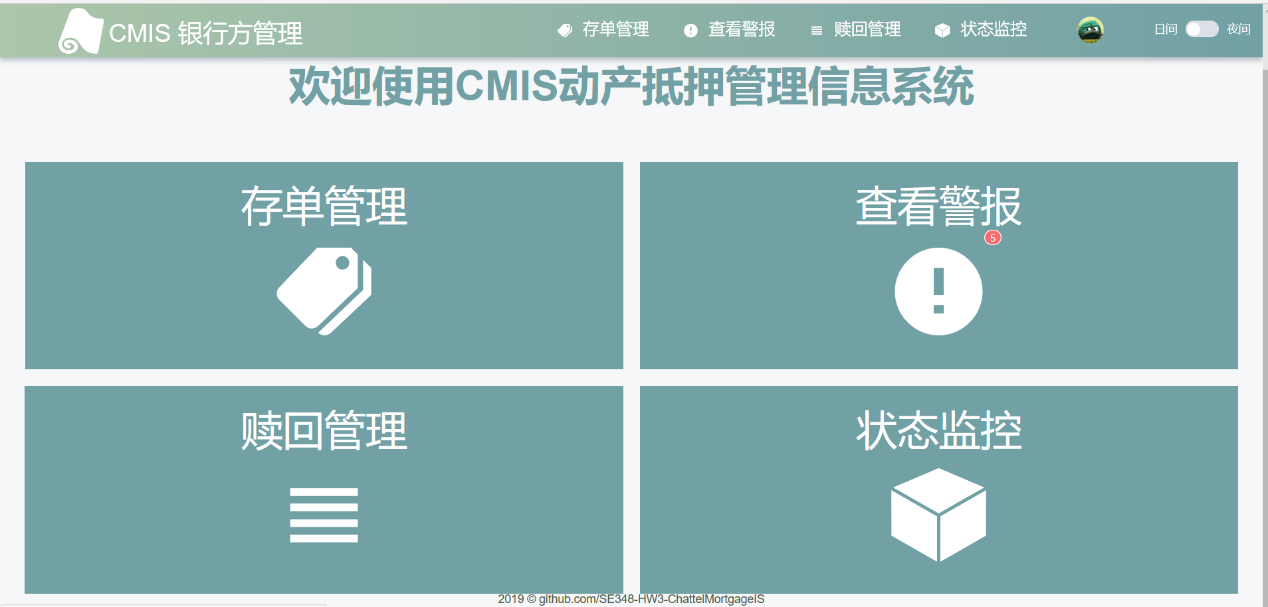 CMIS 银行方管理
存单管理
查看警报
赎回管理
状态监控
日间
夜间
欢迎使用CMIS动产抵押管理信息系统
存单管理
查看警报
5
赎回管理
状态监控
2019 © github.com/SE348-HW3-ChattelMortgageIS